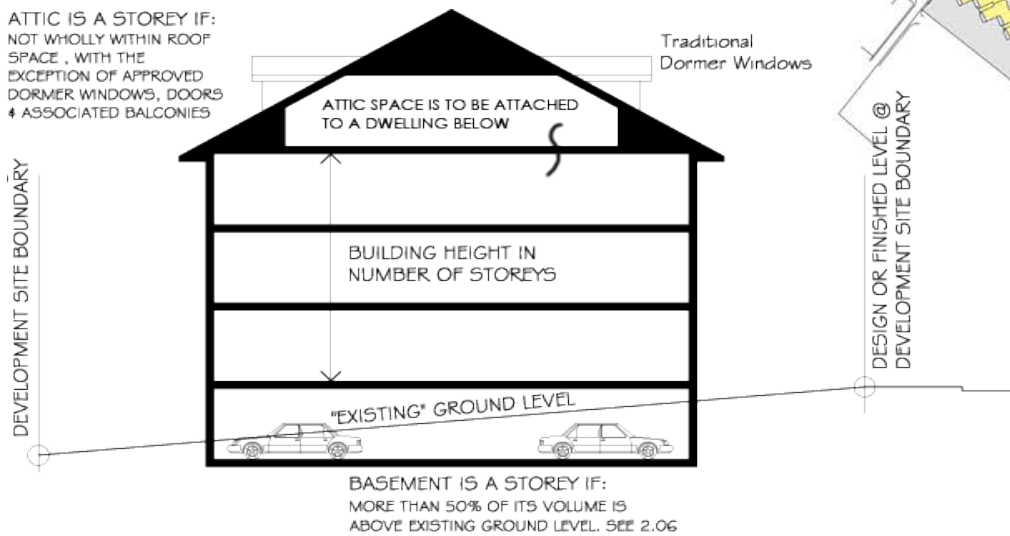 ATTIC IS A STOREY IF:
NOT WHOLLY WITHIN ROOF
SPACE , WITH THE
EXCEPTION OF APPROVED
DORMER WINDOWS, DOORS
& ASSOCIATED BALCONIES
Traditional
Dormer Windows
ATTIC SPACE IS TO BE ATTACHED
TO A DWELLING BELOW
DEVELOPMENT SITE BOUNDARY
BUILDING HEIGHT IN
NUMBER OF STOREYS
DESIGN OR FINISHED LEVEL @
DEVELOPMENT SITE BOUNDARY
"EXISTING" GROUND LEVEL
BASEMENT IS A STOREY IF:
MORE THAN 50% OF ITS VOLUME IS
ABOVE EXISTING GROUND LEVEL. SEE 2.06